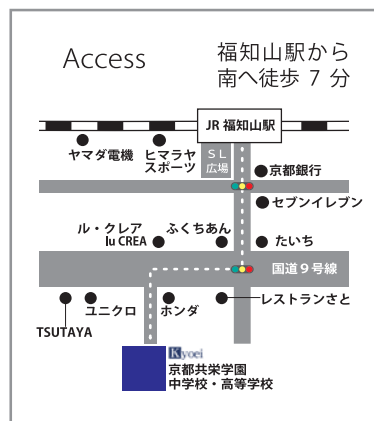 Access
福知山駅から
南へ徒歩 7 分
JR 福知山駅
ヤマダ電機
ヒマラヤ
スポーツ
SL
広場
京都銀行
セブンイレブン
ル・クレア
lu CREA
ふくちあん
たいち
国道９号線
TSUTAYA
ユニクロ
ホンダ
レストランさと
Kyoei
京都共栄学園
中学校・高等学校